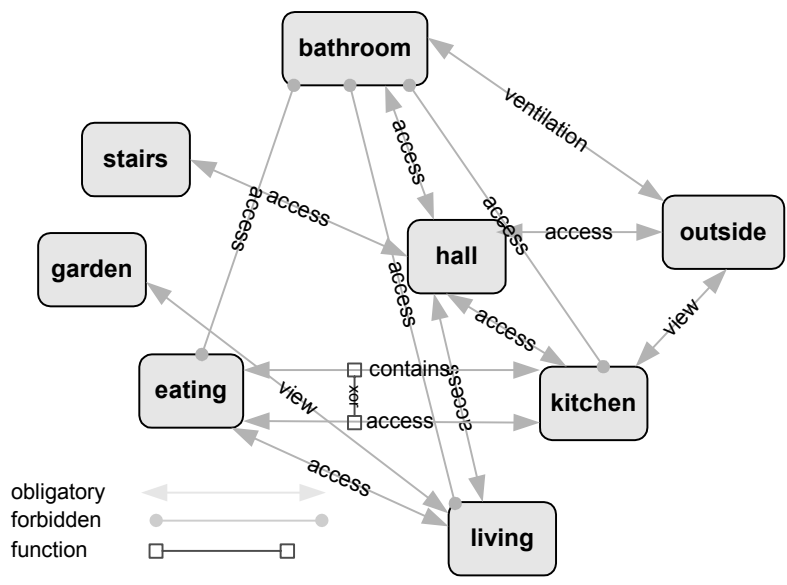 bathroom
ventilation
access
stairs
access
access
access
access
outside
hall
garden
access
access
view
contains
xor
access
access
view
eating
kitchen
access
living
obligatory
forbidden
function